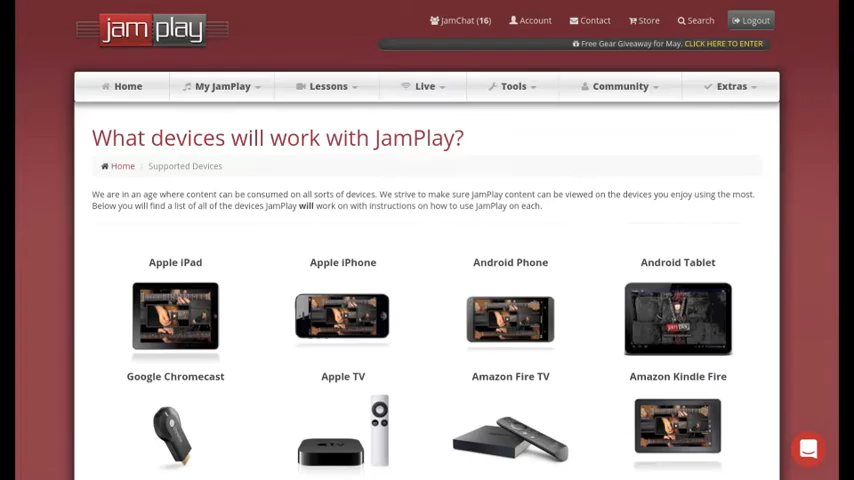 jam play
JamChat (16) Account Contact Store Search Logout
Free Gear Giveaway for May. CLICK HERE TO ENTER
Home My JamPlay Lessons Live Tools Community Extras
What devices will work with JamPlay?
Home / Supported Devices
We are in an age where content can be consumed on all sorts of devices. We strive to make sure JamPlay content can be viewed on the devices you enjoy using the most.
Below you will find a list of all of the devices JamPlay will work on with instructions on how to use JamPlay on each.
Apple iPad Apple iPhone Android Phone Android Tablet
jam play
Google Chromecast Apple TV Amazon Fire TV Amazon Kindle Fire
tv